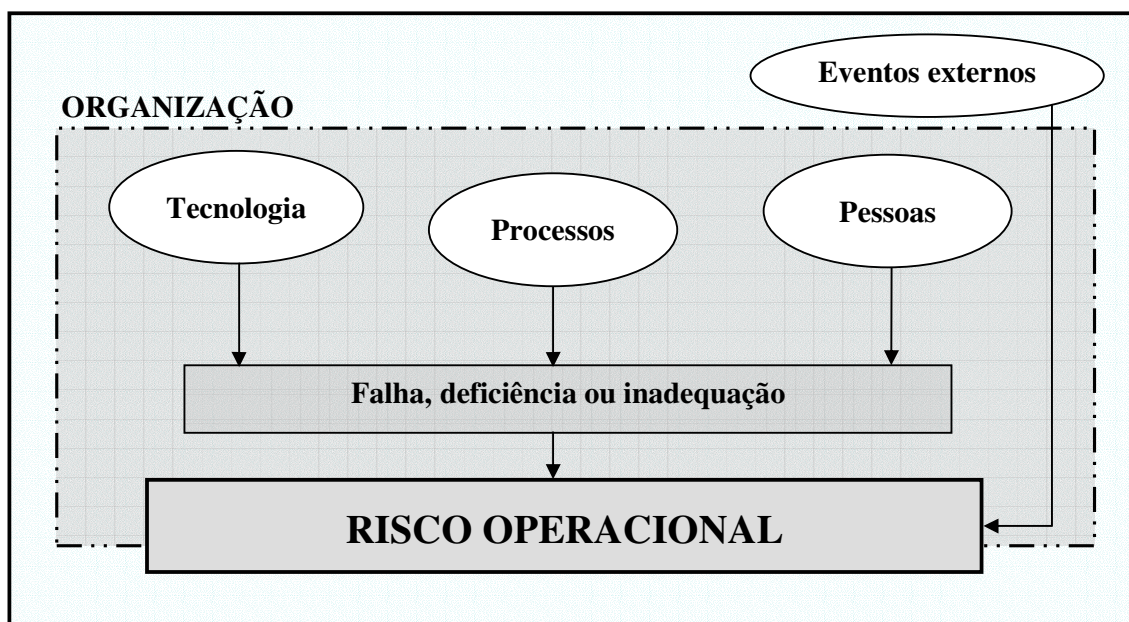 Eventos externos
ORGANIZAÇÃO
Tecnologia
Processos
Pessoas
Falha, deficiência ou inadequação
RISCO OPERACIONAL